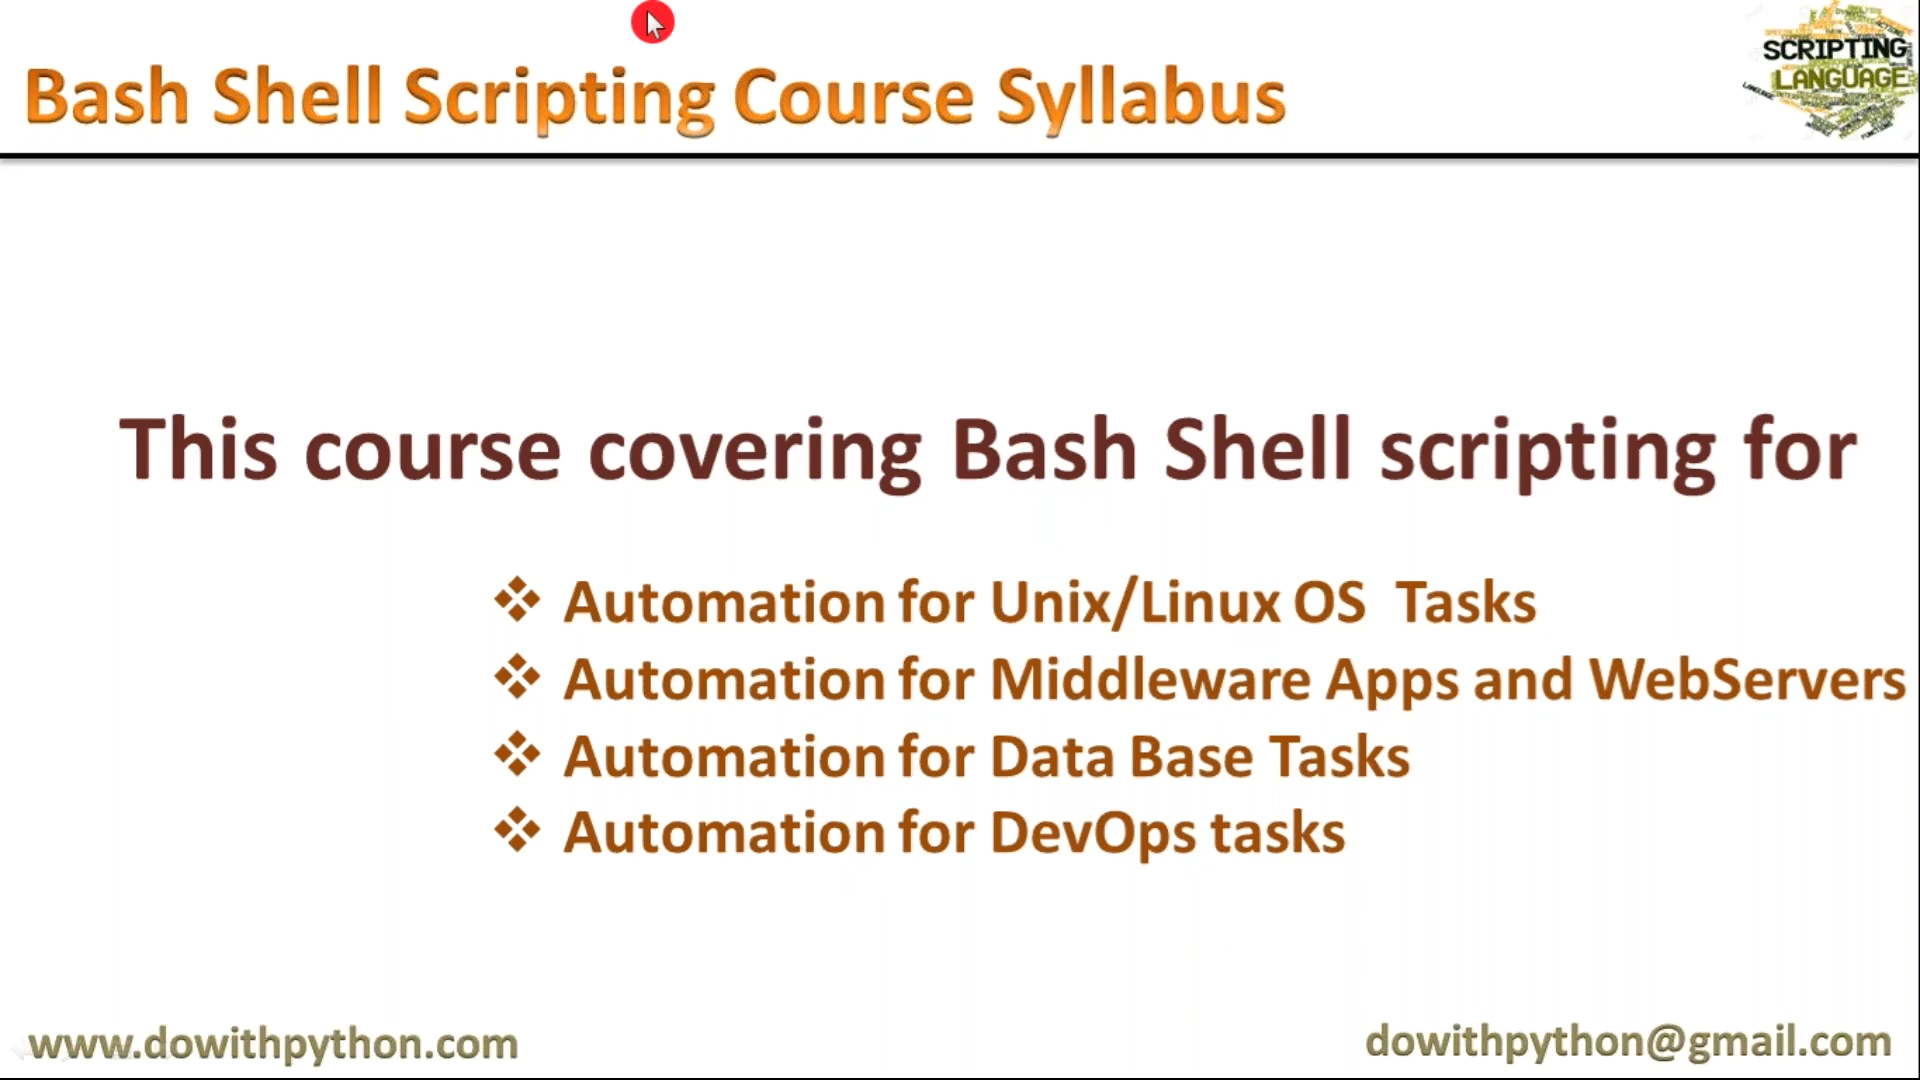 SCRIPTING
LANGUAGE
Bash Shell Scripting Course Syllabus
This course covering Bash Shell scripting for
❖ Automation for Unix/Linux OS Tasks
❖ Automation for Middleware Apps and WebServers
❖ Automation for Data Base Tasks
❖ Automation for DevOps tasks
www.dowithpython.com
dowithpython@gmail.com